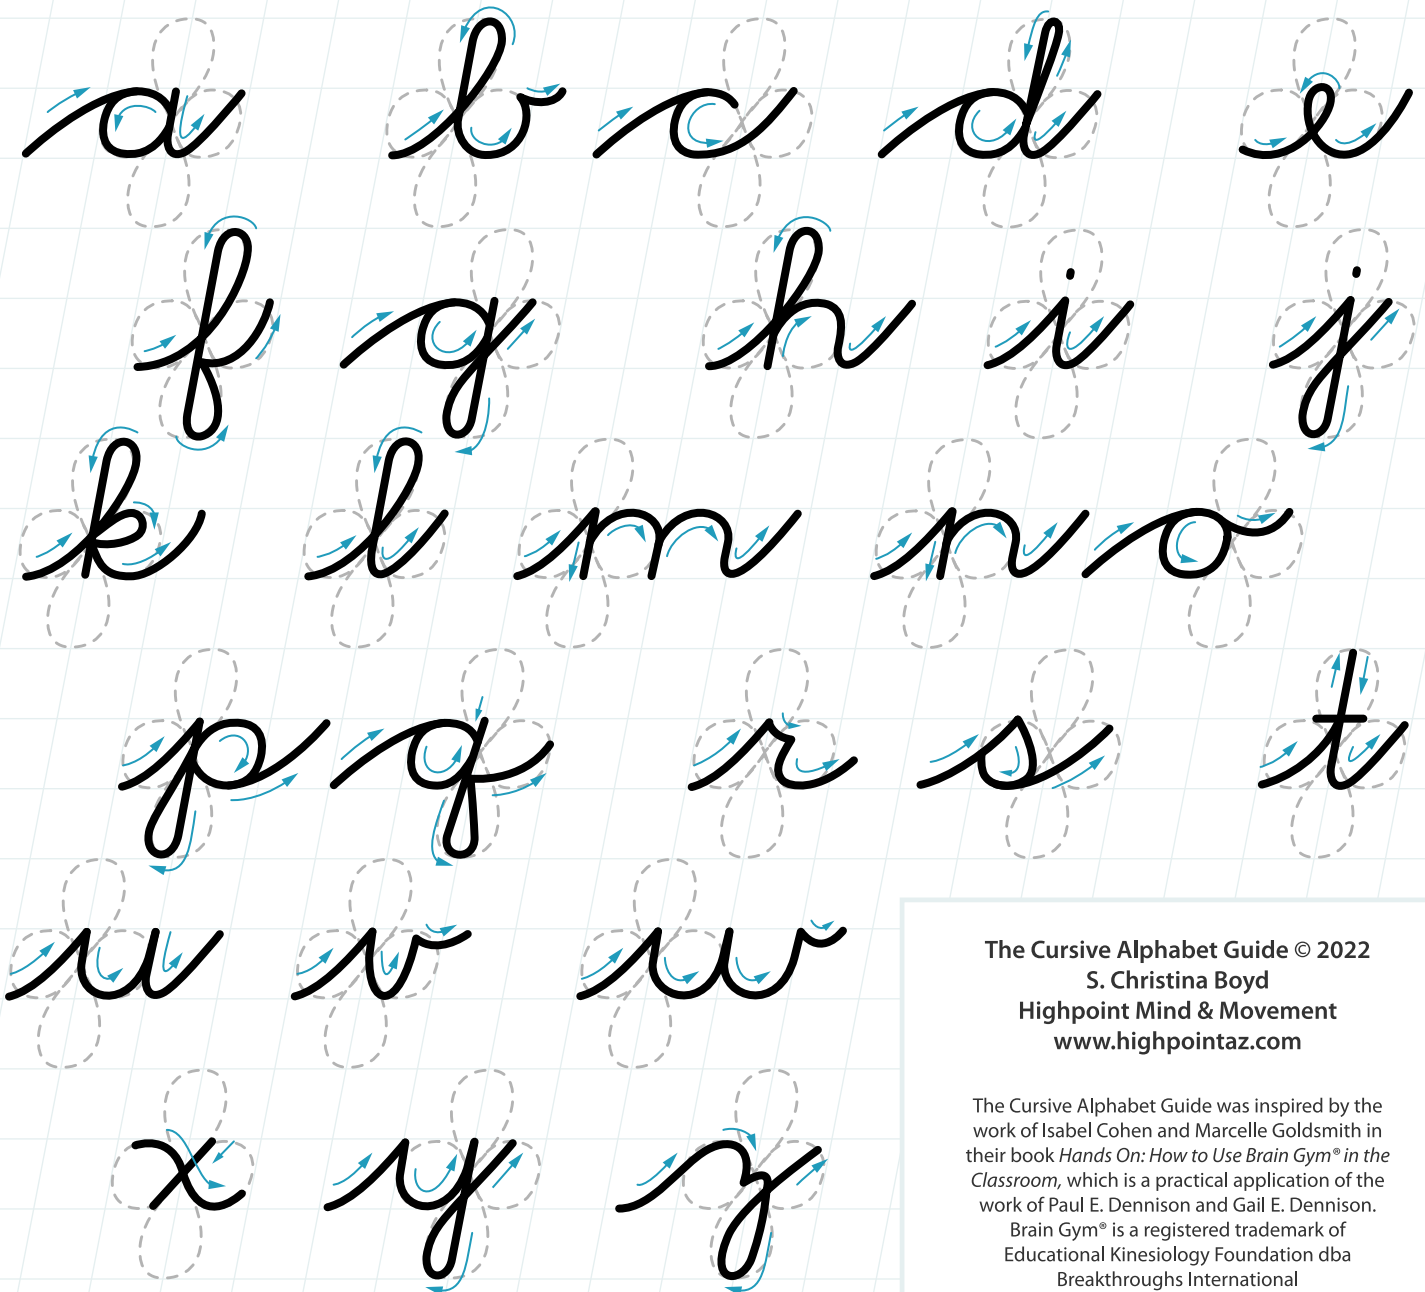 a b c d e
f g h i j
k l m n o
p q r s t
u v w
x y z
The Cursive Alphabet Guide © 2022
S. Christina Boyd
Highpoint Mind & Movement
www.highpointaz.com
The Cursive Alphabet Guide was inspired by the
work of Isabel Cohen and Marcelle Goldsmith in
their book Hands On: How to Use Brain Gym® in the
Classroom, which is a practical application of the
work of Paul E. Dennison and Gail E. Dennison.
Brain Gym® is a registered trademark of
Educational Kinesiology Foundation dba
Breakthroughs International